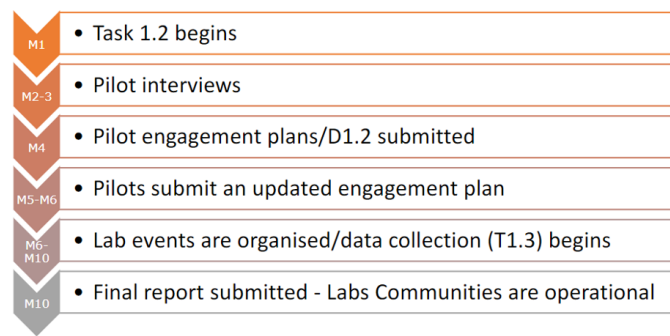 M1
• Task 1.2 begins
M2-3
• Pilot interviews
M4
• Pilot engagement plans/D1.2 submitted
M5-M6
• Pilots submit an updated engagement plan
M6-
M10
• Lab events are organised/data collection (T1.3) begins
M10
• Final report submitted - Labs Communities are operational